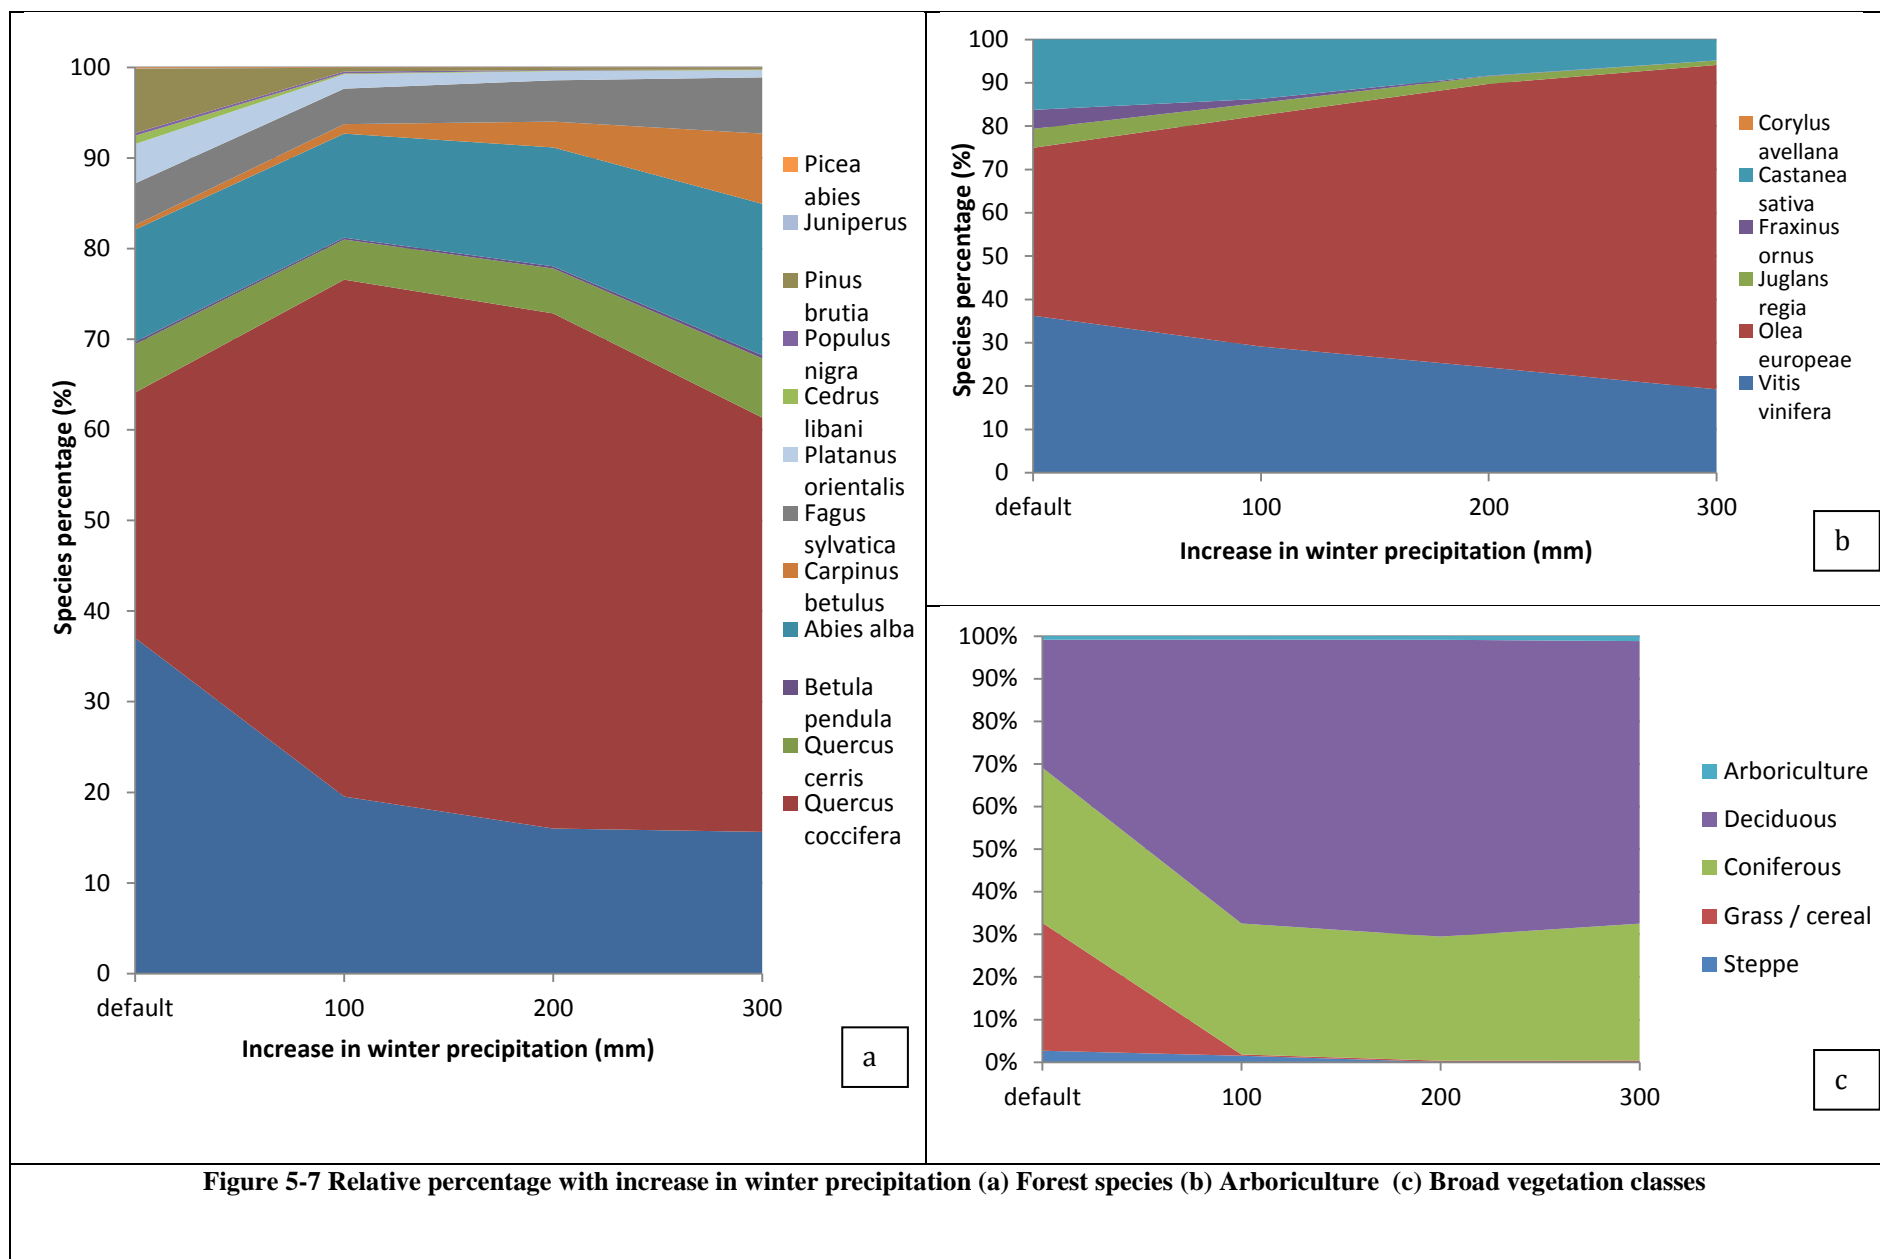 100
90
80
70
60
50
40
30
20
10
0
Species percentage (%)
default
100
200
300
Increase in winter precipitation (mm)
Picea
abies
Juniperus
Pinus
brutia
Populus
nigra
Cedrus
libani
Platanus
orientalis
Fagus
sylvatica
Carpinus
betulus
Abies alba
Betula
pendula
Quercus
cerris
Quercus
coccifera
a
100
90
80
70
60
50
40
30
20
10
0
Species percentage (%)
default
100
200
300
Increase in winter precipitation (mm)
Corylus
avellana
Castanea
sativa
Fraxinus
ornus
Juglans
regia
Olea
europeae
Vitis
vinifera
b
100%
90%
80%
70%
60%
50%
40%
30%
20%
10%
0%
default
100
200
300
Arboriculture
Deciduous
Coniferous
Grass / cereal
Steppe
c
Figure 5-7 Relative percentage with increase in winter precipitation (a) Forest species (b) Arboriculture (c) Broad vegetation classes